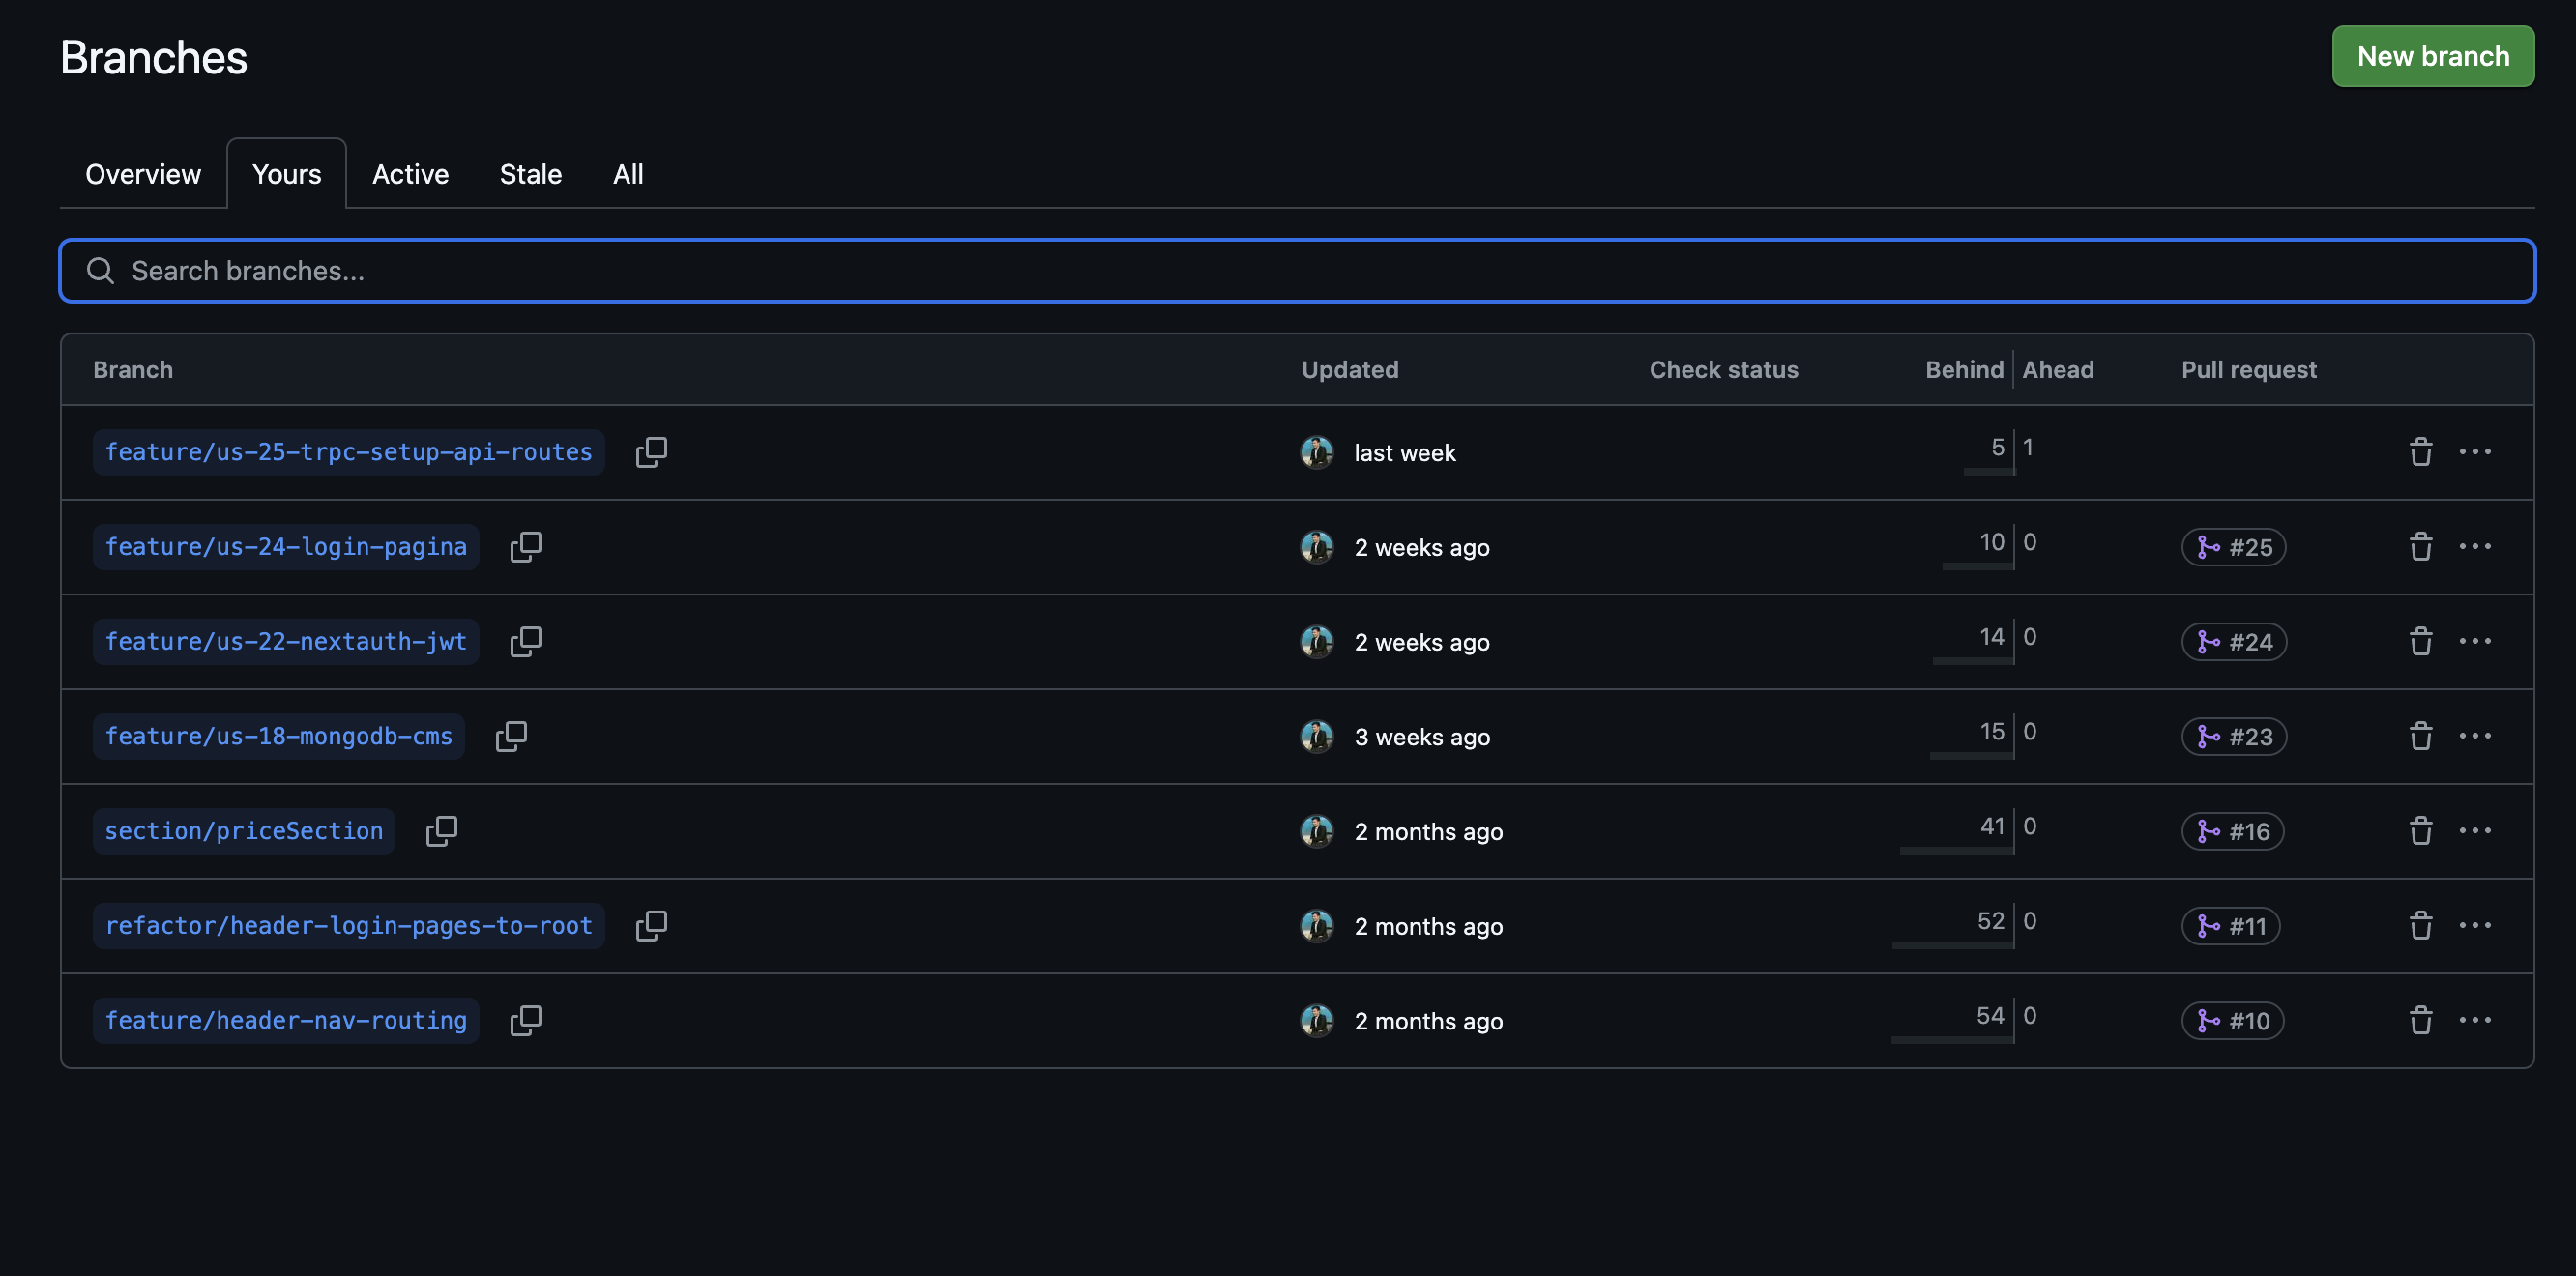 Branches
New branch
Overview Yours Active Stale All
Search branches...
Branch Updated Check status Behind Ahead Pull request
feature/us-25-trpc-setup-api-routes last week 5 1
feature/us-24-login-pagina 2 weeks ago 10 0 #25
feature/us-22-nextauth-jwt 2 weeks ago 14 0 #24
feature/us-18-mongodb-cms 3 weeks ago 15 0 #23
section/priceSection 2 months ago 41 0 #16
refactor/header-login-pages-to-root 2 months ago 52 0 #11
feature/header-nav-routing 2 months ago 54 0 #10